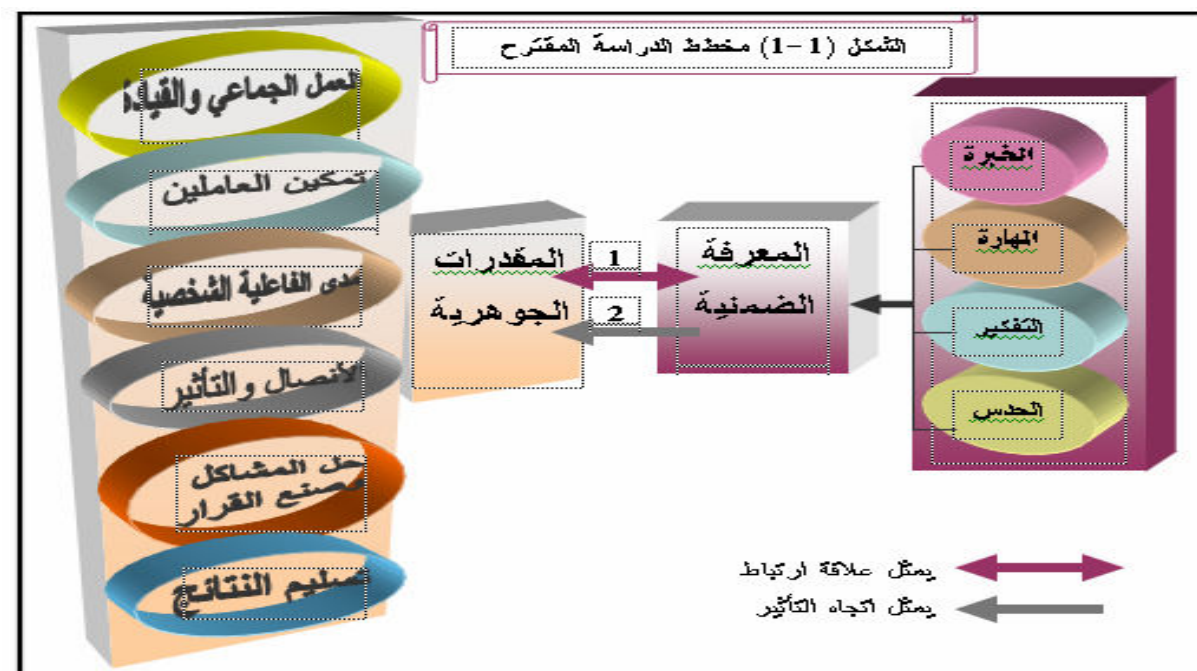 الشكل (1-1) مخطط الدراسة المقترح
الخبرة
المهارة
التفكير
الحدس
المعرفة
الضمنية
1
2
المقدرات
الجوهرية
العمل الجماعي والقيادة
تمكين العاملين
مدى الفاعلية الشخصية
الأتصال والتأثير
حل المشاكل
وصنع القرار
تسليم النتائج
يمثل علاقة ارتباط
يمثل اتجاه التأثير